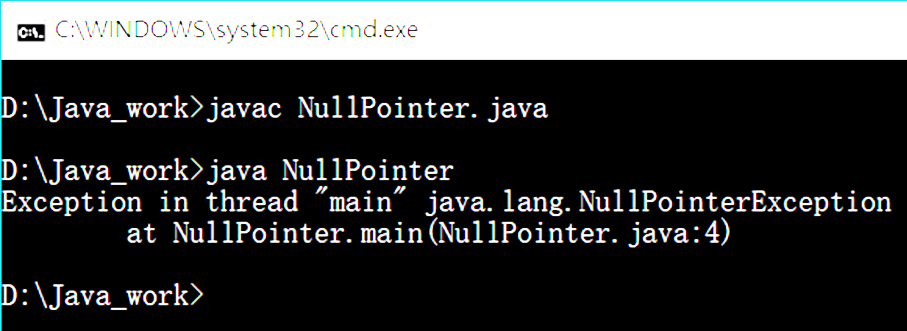 C:\WINDOWS\system32\cmd.exe
D:\Java_work>javac NullPointer.java
D:\Java_work>java NullPointer
Exception in thread "main" java.lang.NullPointerException
at NullPointer.main(NullPointer.java:4)
D:\Java_work>